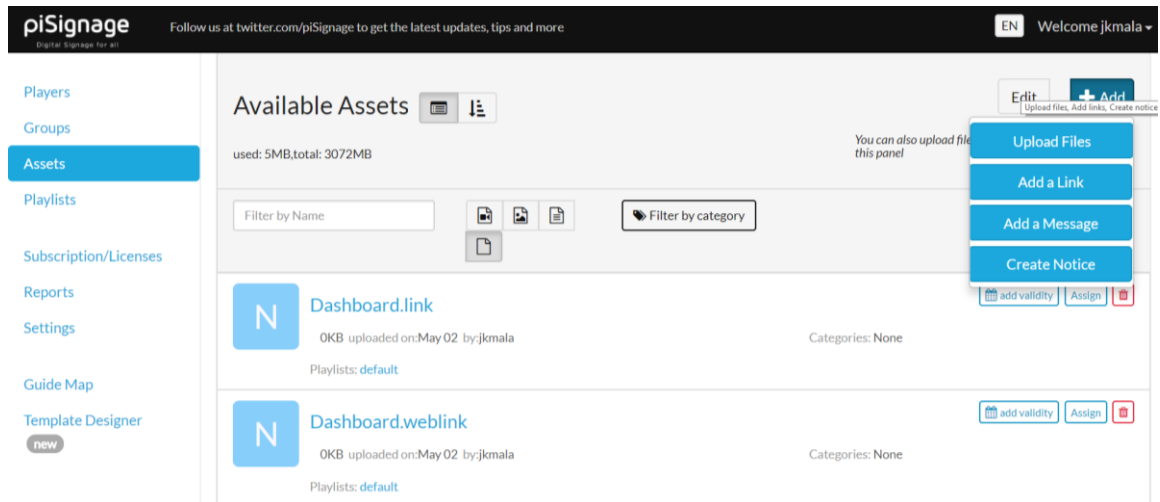 piSignage
Digital Signage for all
Follow us at twitter.com/piSignage to get the latest updates, tips and more
EN
Welcome jkmala
Players
Groups
Assets
Playlists
Subscription/Licenses
Reports
Settings
Guide Map
Template Designer
new
Available Assets
Edit
Add
Upload files, Add links, Create notice
used: 5MB,total: 3072MB
You can also upload file
this panel
Upload Files
Add a Link
Add a Message
Create Notice
Filter by Name
Filter by category
N
Dashboard.link
add validity Assign
0KB uploaded on:May 02 by:jkmala
Categories: None
Playlists: default
N
Dashboard.weblink
add validity Assign
0KB uploaded on:May 02 by:jkmala
Categories: None
Playlists: default